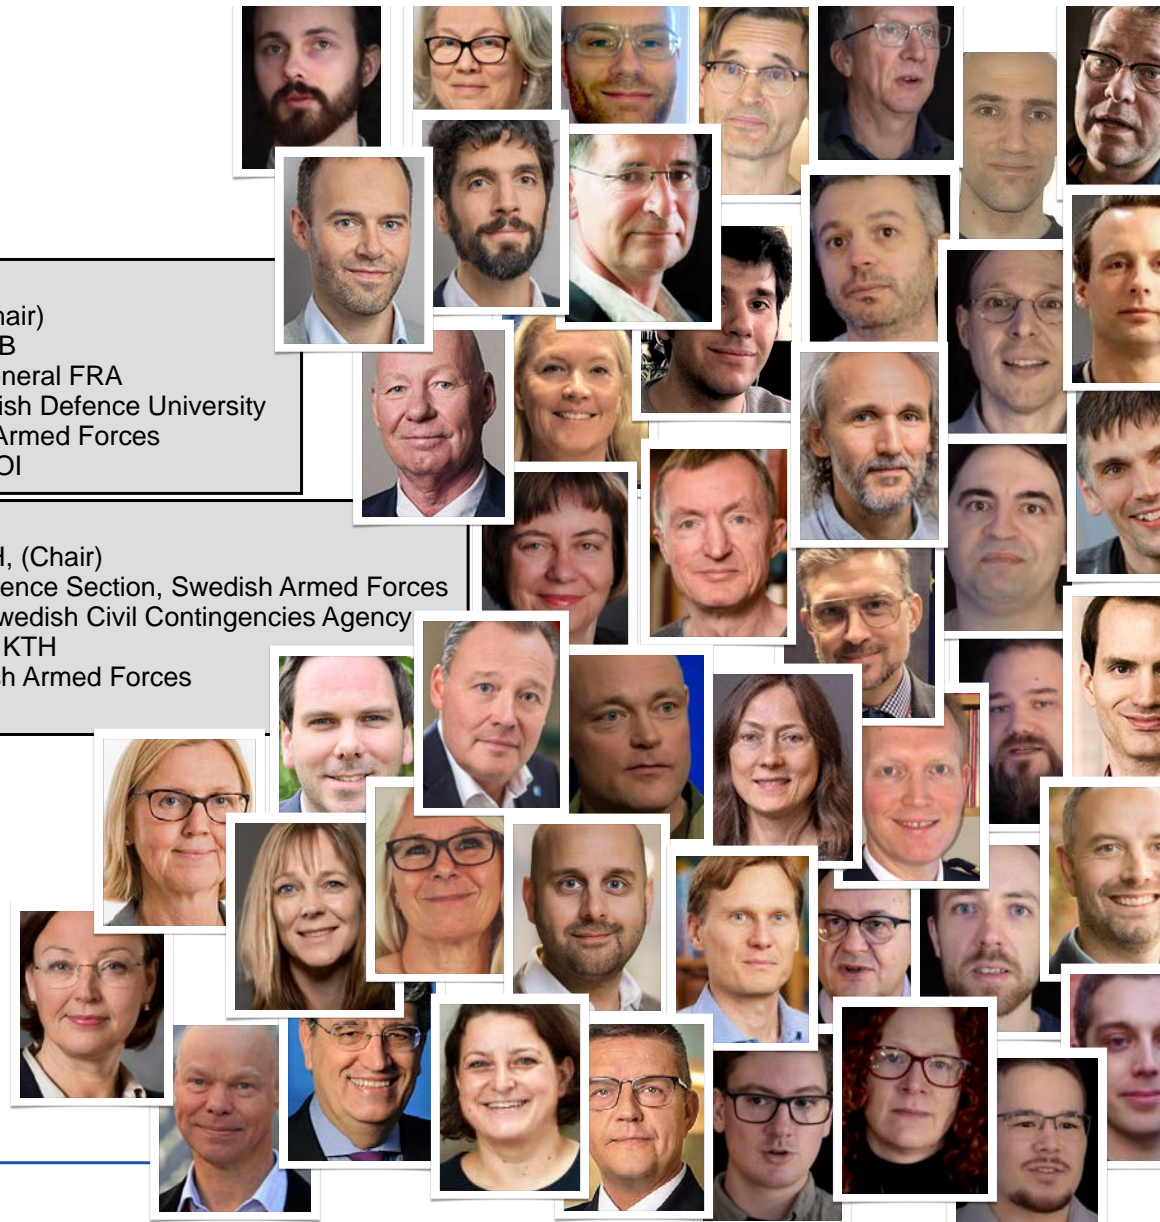 hair)
B
neral FRA
ish Defence University
Armed Forces
OI
H, (Chair)
ence Section, Swedish Armed Forces
wedish Civil Contingencies Agency
KTH
h Armed Forces